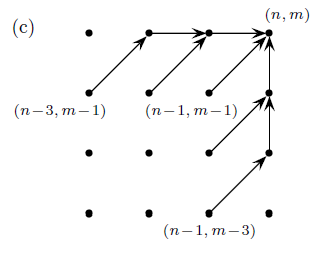 (c)
(n, m)
(n−3, m−1) (n−1, m−1)
(n−1, m−3)